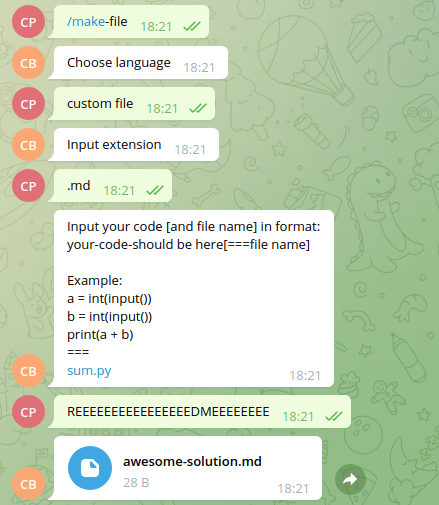 CP
/make-file 18:21
CB
Choose language 18:21
CP
custom file 18:21
CB
Input extension 18:21
CP
.md 18:21
Input your code [and file name] in format:
your-code-should be here[===file name]
Example:
a = int(input())
b = int(input())
print(a + b)
===
CB
sum.py
18:21
CP
REEEEEEEEEEEEEEEEDMEEEEEEEE 18:21
awesome-solution.md
CB
28 B
18:21